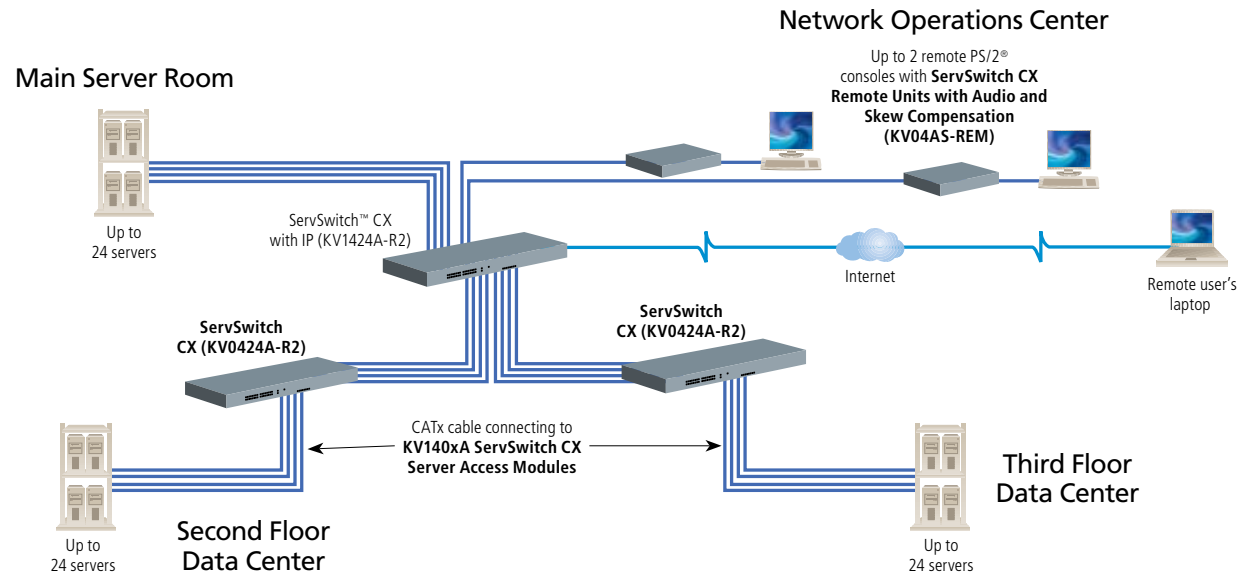 Network Operations Center
Up to 2 remote PS/2®
consoles with ServSwitch CX
Remote Units with Audio and
Skew Compensation
(KV04AS-REM)
Main Server Room
Up to
24 servers
ServSwitch™ CX
with IP (KV1424A-R2)
Internet
Remote user's
laptop
ServSwitch
CX (KV0424A-R2)
ServSwitch
CX (KV0424A-R2)
CATx cable connecting to
KV140xA ServSwitch CX
Server Access Modules
Up to
24 servers
Second Floor
Data Center
Third Floor
Data Center
Up to
24 servers